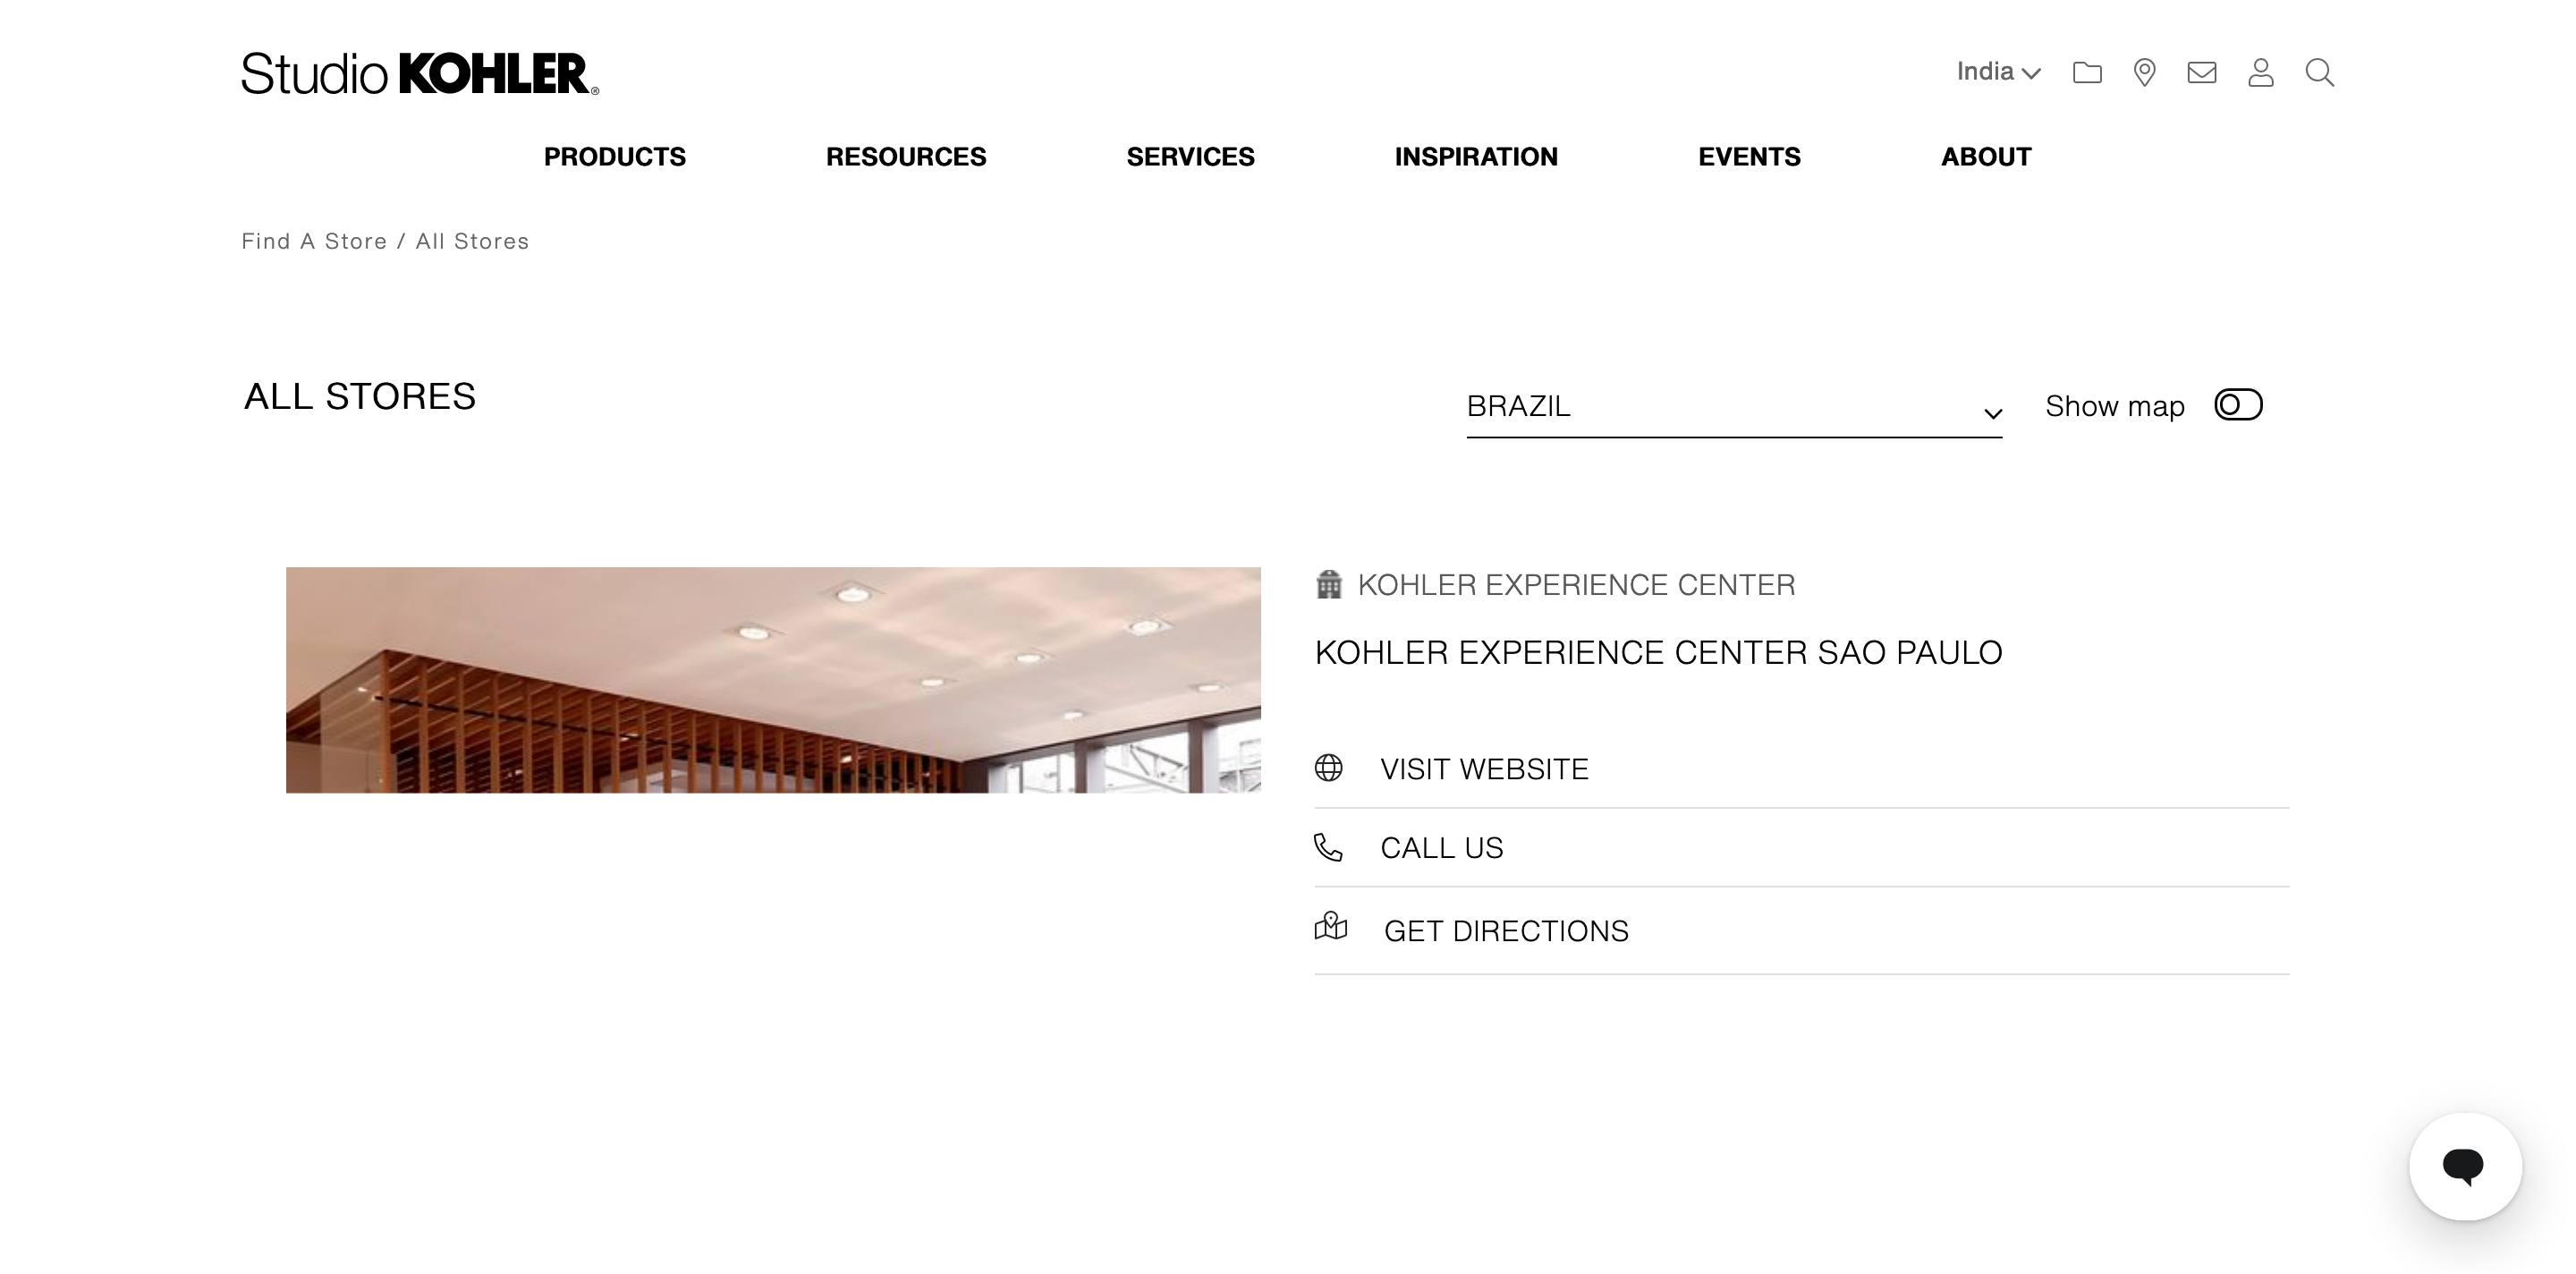 Studio KOHLER®
India
PRODUCTS RESOURCES SERVICES INSPIRATION EVENTS ABOUT
Find A Store / All Stores
ALL STORES
BRAZIL
Show map
KOHLER EXPERIENCE CENTER
KOHLER EXPERIENCE CENTER SAO PAULO
VISIT WEBSITE
CALL US
GET DIRECTIONS